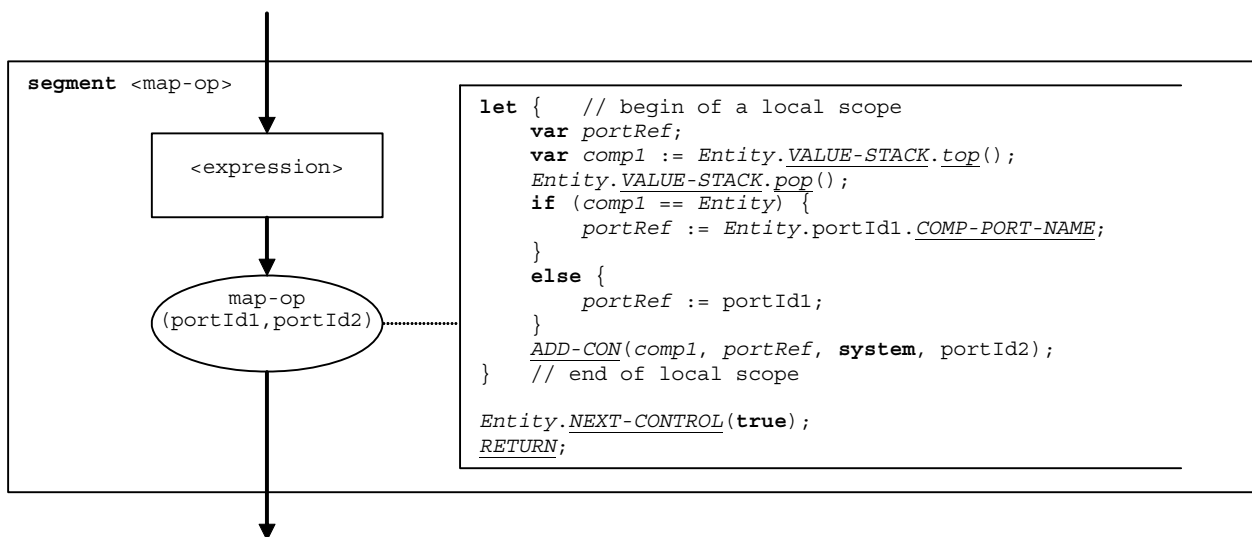 segment <map-op>
<expression>
map-op
(portId1,portId2)
let {   // begin of a local scope
    var portRef;
    var comp1 := Entity.VALUE-STACK.top();
    Entity.VALUE-STACK.pop();
    if (comp1 == Entity) {
        portRef := Entity.portId1.COMP-PORT-NAME;
    }
    else {
        portRef := portId1;
    }
    ADD-CON(comp1, portRef, system, portId2);
}   // end of local scope
Entity.NEXT-CONTROL(true);
RETURN;